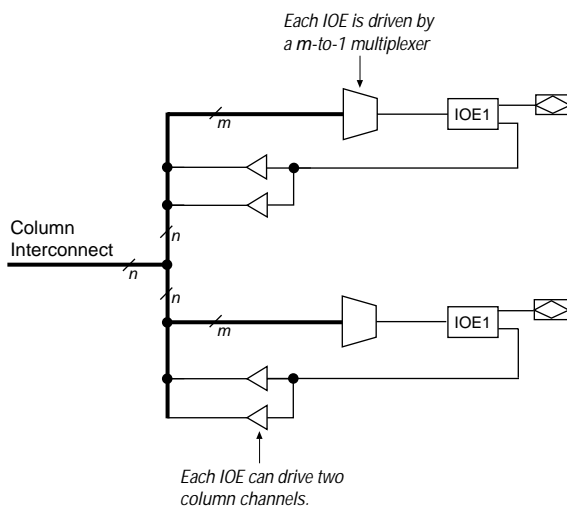 Each IOE is driven by
a m-to-1 multiplexer
m
IOE1
n
Column
Interconnect
n
n
m
IOE1
Each IOE can drive two
column channels.